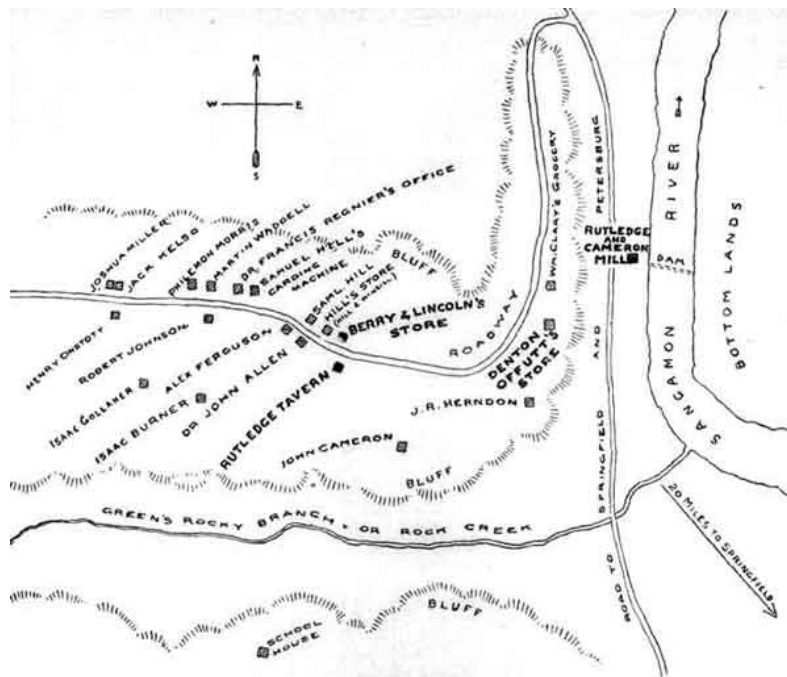 N
W
E
S
JOSHUA MILLER
JACK KELSO
PHILEMON MORRIS
MARTIN WADDELL
DR FRANCIS REGNIER'S OFFICE
SAMUEL HILL'S
CARDING
MACHINE
SAML. HILL
HILL'S STORE
BERRY & LINCOLN'S
STORE
BLUFF
ROADWAY
WM. CLARY'S GROCERY
PETERSBURG
AND
SPRINGFIELD
ROAD
RUTLEDGE
AND
CAMERON
MILL
DAM
RIVER
SANGAMON
BOTTOM LANDS
HENRY ONSTOTT
ROBERT JOHNSON
ISAAC GOLLAHER
ALEX FERGUSON
ISAAC BURNER
DR JOHN ALLEN
RUTLEDGE TAVERN
DENTON
OFFUTT'S
STORE
J. R. HERNDON
JOHN CAMERON
BLUFF
GREEN'S ROCKY BRANCH, OR ROCK CREEK
20 MILES TO SPRINGFIELD
BLUFF
SCHOOL
HOUSE